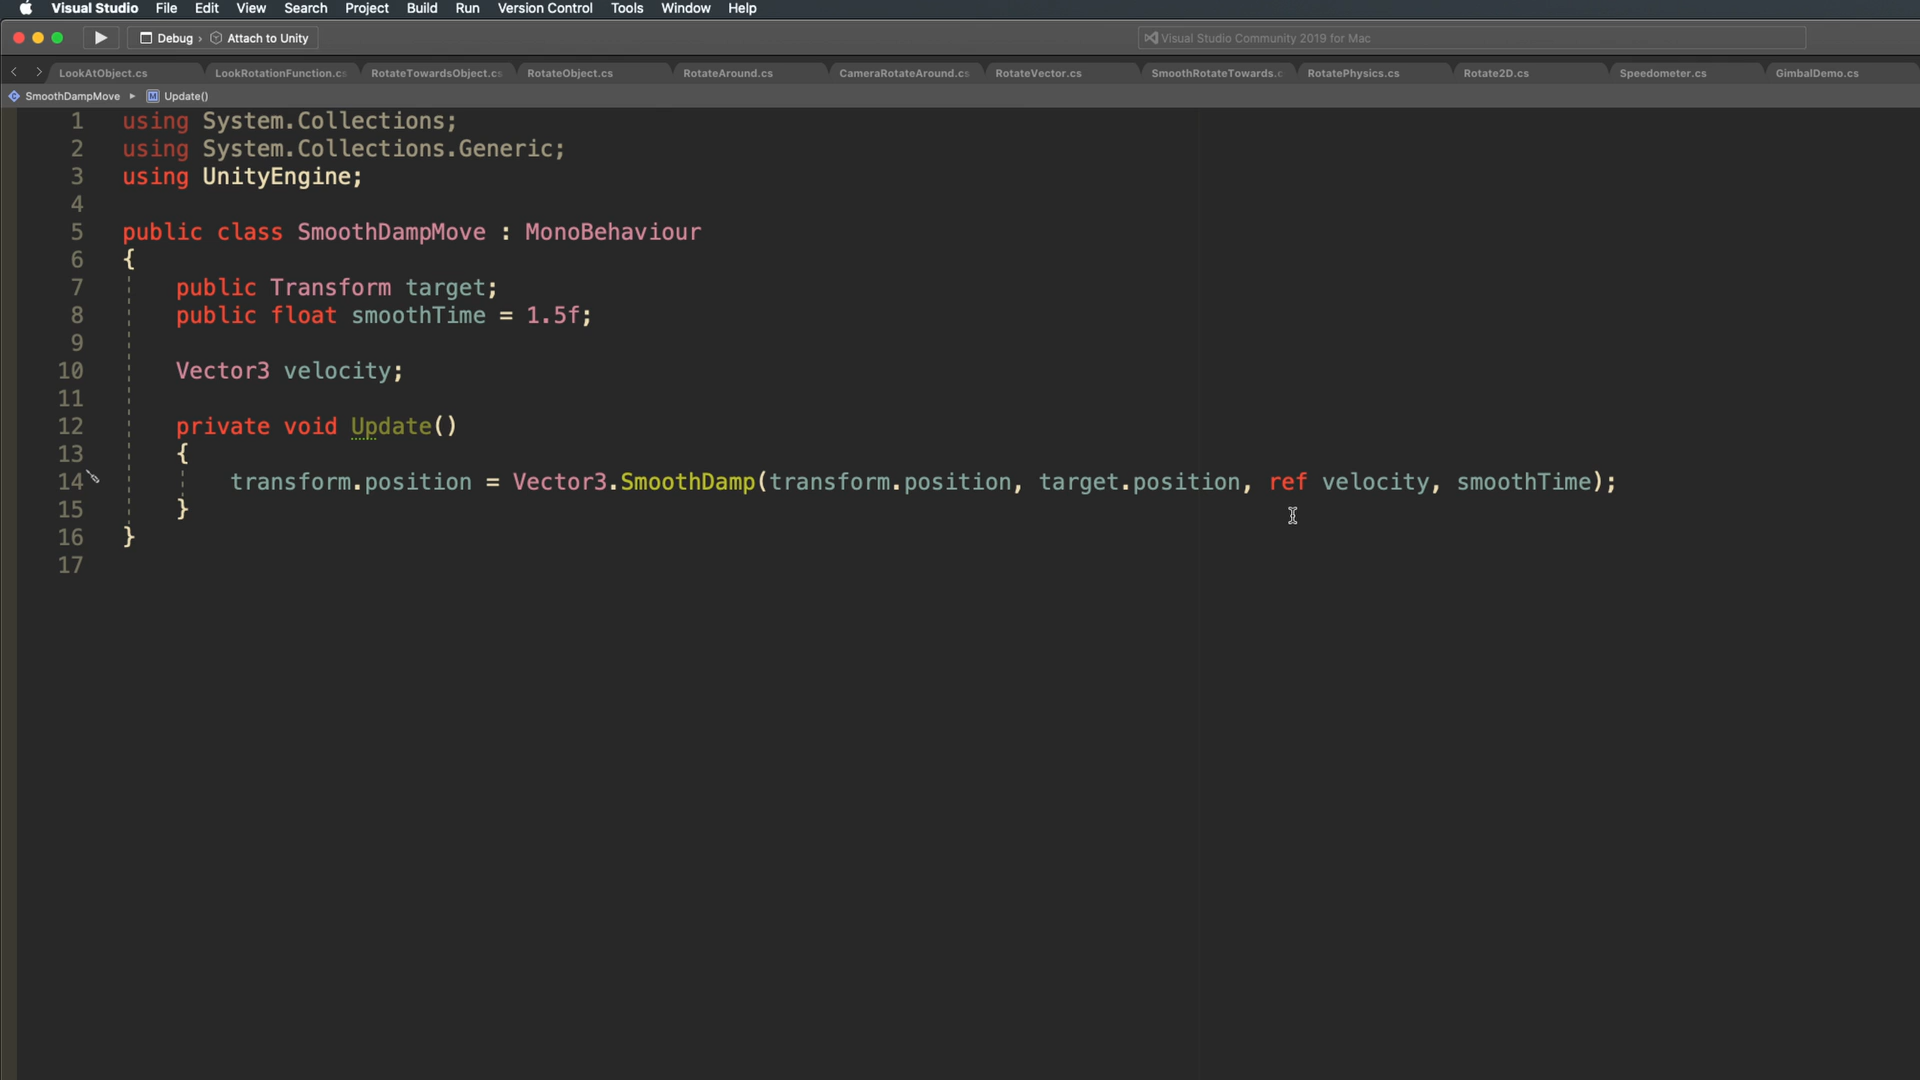 Visual Studio File Edit View Search Project Build Run Version Control Tools Window Help
Debug › Attach to Unity
Visual Studio Community 2019 for Mac
LookAtObject.cs LookRotationFunction.cs RotateTowardsObject.cs RotateObject.cs RotateAround.cs CameraRotateAround.cs RotateVector.cs SmoothRotateTowards.c RotatePhysics.cs Rotate2D.cs Speedometer.cs GimbalDemo.cs
SmoothDampMove ▸ M Update()
1 using System.Collections;
2 using System.Collections.Generic;
3 using UnityEngine;
4
5 public class SmoothDampMove : MonoBehaviour
6 {
7 public Transform target;
8 public float smoothTime = 1.5f;
9
10 Vector3 velocity;
11
12 private void Update()
13 {
14 transform.position = Vector3.SmoothDamp(transform.position, target.position, ref velocity, smoothTime);
15 }
16 }
17